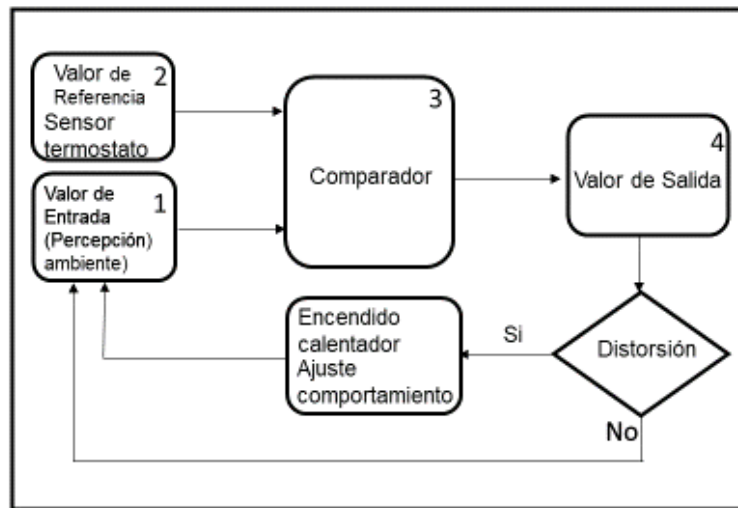 Valor de 2
Referencia
Sensor
termostato
Valor de
Entrada 1
(Percepción)
ambiente)
3
Comparador
4
Valor de Salida
Encendido
calentador
Ajuste
comportamiento
Si
Distorsión
No